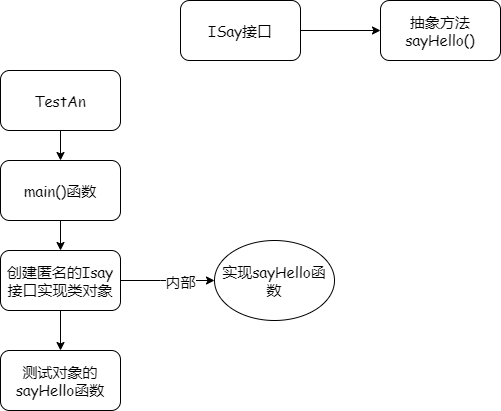 ISay接口
抽象方法
sayHello()
TestAn
main()函数
创建匿名的Isay
接口实现类对象
内部
实现sayHello函
数
测试对象的
sayHello函数